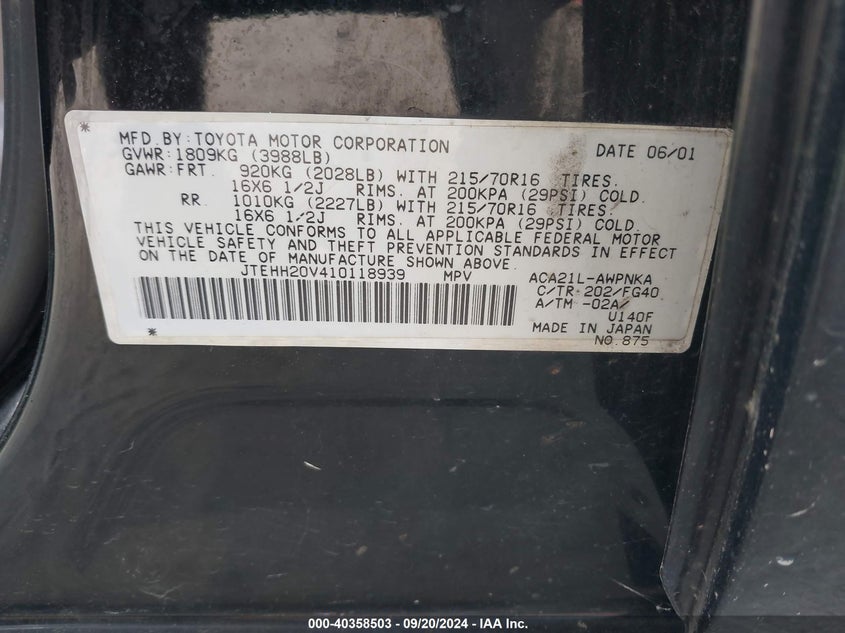 MFD.BY:TOYOTA MOTOR CORPORATION DATE 06/01
GVWR:1809KG (3988LB)
GAWR:FRT. 920KG (2028LB) WITH 215/70R16 TIRES.
16X6 1/2J RIMS. AT 200KPA (29PSI) COLD.
RR. 1010KG (2227LB) WITH 215/70R16 TIRES.
16X6 1/2J RIMS. AT 200KPA (29PSI) COLD.
THIS VEHICLE CONFORMS TO ALL APPLICABLE FEDERAL MOTOR
VEHICLE SAFETY AND THEFT PREVENTION STANDARDS IN EFFECT
ON THE DATE OF MANUFACTURE SHOWN ABOVE.
JTEHH20V410118939 MPV ACA21L-AWPNKA
C/TR:202/FG40
A/TM -02A/
U140F
MADE IN JAPAN
NO.875
000-40358503 - 09/20/2024 - IAA Inc.